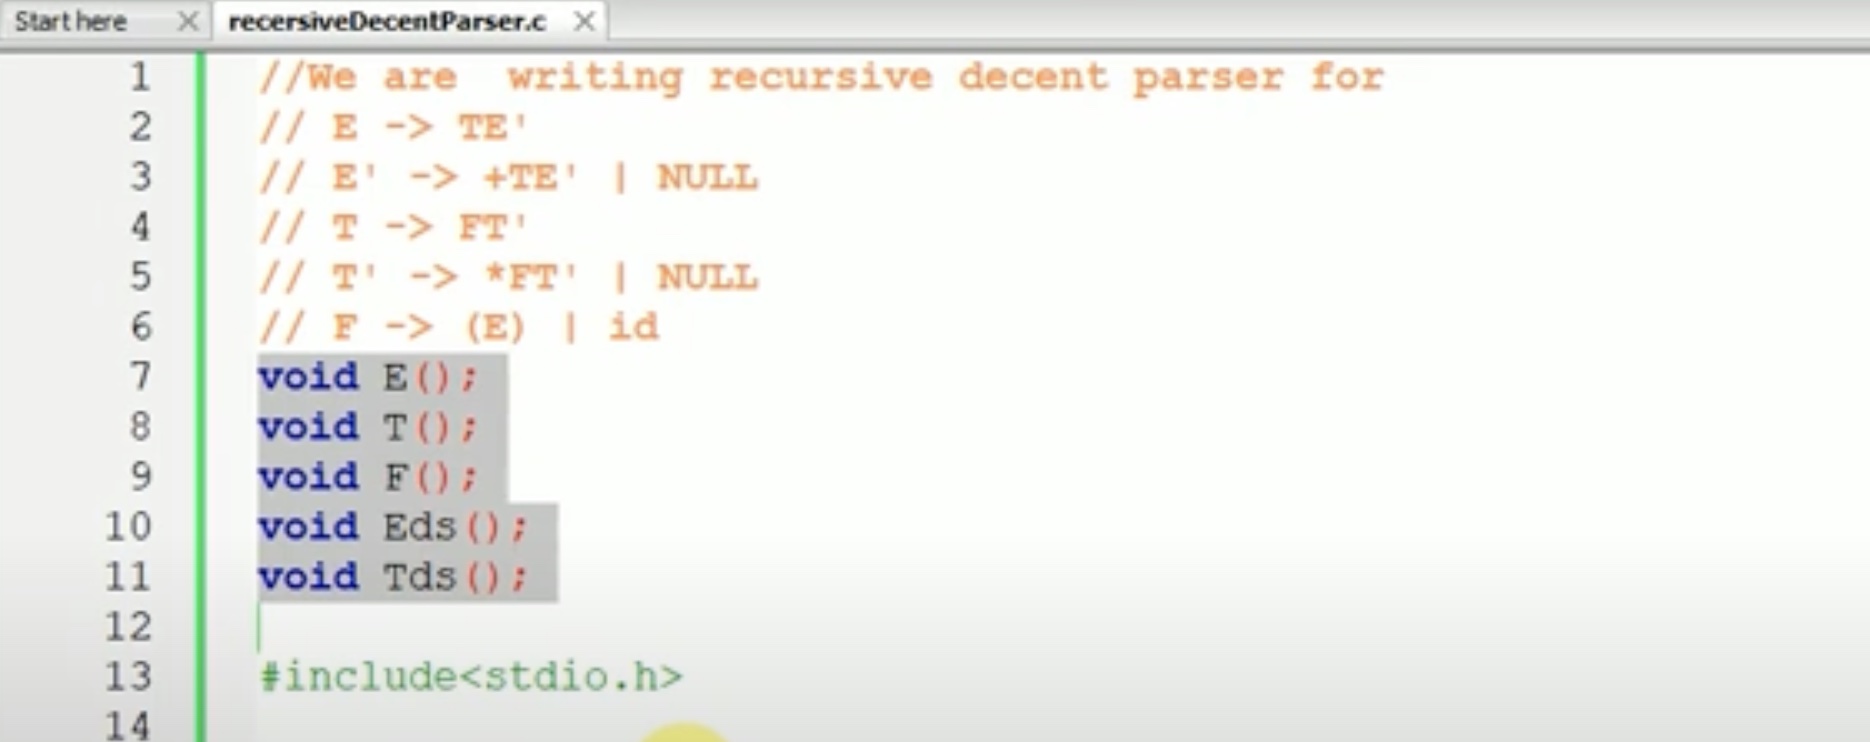 Start here recersiveDecentParser.c
1 //We are  writing recursive decent parser for
2 // E -> TE'
3 // E' -> +TE' | NULL
4 // T -> FT'
5 // T' -> *FT' | NULL
6 // F -> (E) | id
7 void E();
8 void T();
9 void F();
10 void Eds();
11 void Tds();
12
13 #include<stdio.h>
14